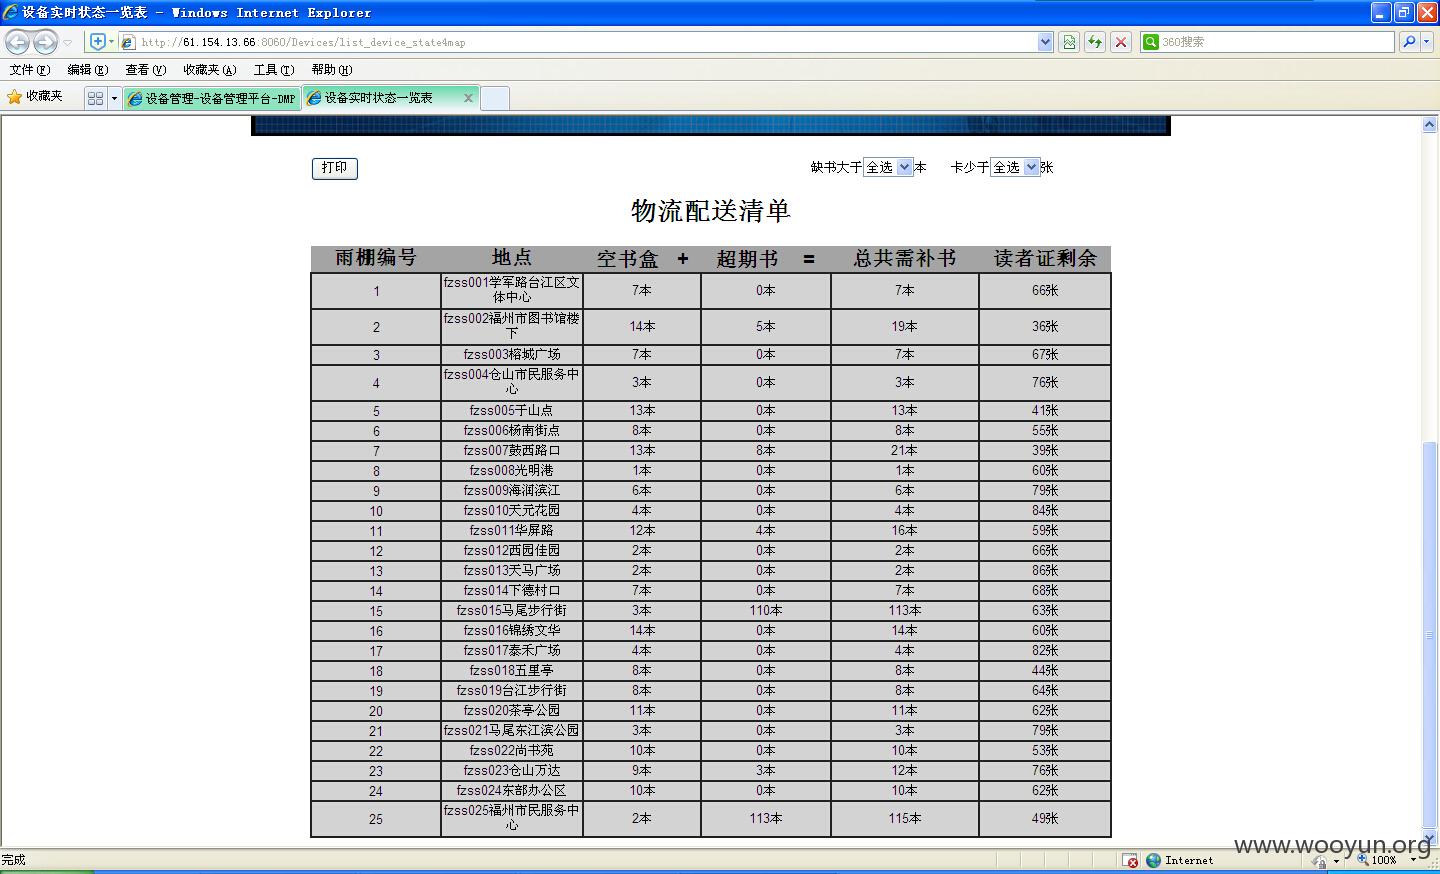 设备实时状态一览表 - Windows Internet Explorer
http://61.154.13.66:8060/Devices/list_device_state4map
360搜索
文件(F) 编辑(E) 查看(V) 收藏夹(A) 工具(T) 帮助(H)
收藏夹 设备管理-设备管理平台-DMP 设备实时状态一览表
打印 缺书大于 全选 本 卡少于 全选 张
物流配送清单
雨棚编号 地点 空书盒 + 超期书 = 总共需补书 读者证剩余
1 fzss001学军路台江区文体中心 7本 0本 7本 66张
2 fzss002福州市图书馆楼下 14本 5本 19本 36张
3 fzss003榕城广场 7本 0本 7本 67张
4 fzss004仓山市民服务中心 3本 0本 3本 76张
5 fzss005于山点 13本 0本 13本 41张
6 fzss006杨南街点 8本 0本 8本 55张
7 fzss007鼓西路口 13本 8本 21本 39张
8 fzss008光明港 1本 0本 1本 60张
9 fzss009海润滨江 6本 0本 6本 79张
10 fzss010天元花园 4本 0本 4本 84张
11 fzss011华屏路 12本 4本 16本 59张
12 fzss012西园佳园 2本 0本 2本 66张
13 fzss013天马广场 2本 0本 2本 86张
14 fzss014下德村口 7本 0本 7本 68张
15 fzss015马尾步行街 3本 110本 113本 63张
16 fzss016锦绣文华 14本 0本 14本 60张
17 fzss017泰禾广场 4本 0本 4本 82张
18 fzss018五里亭 8本 0本 8本 44张
19 fzss019台江步行街 8本 0本 8本 64张
20 fzss020茶亭公园 11本 0本 11本 62张
21 fzss021马尾东江滨公园 3本 0本 3本 79张
22 fzss022尚书苑 10本 0本 10本 53张
23 fzss023仓山万达 9本 3本 12本 76张
24 fzss024东部办公区 10本 0本 10本 62张
25 fzss025福州市民服务中心 2本 113本 115本 49张
www.wooyun.org
完成 Internet 100%